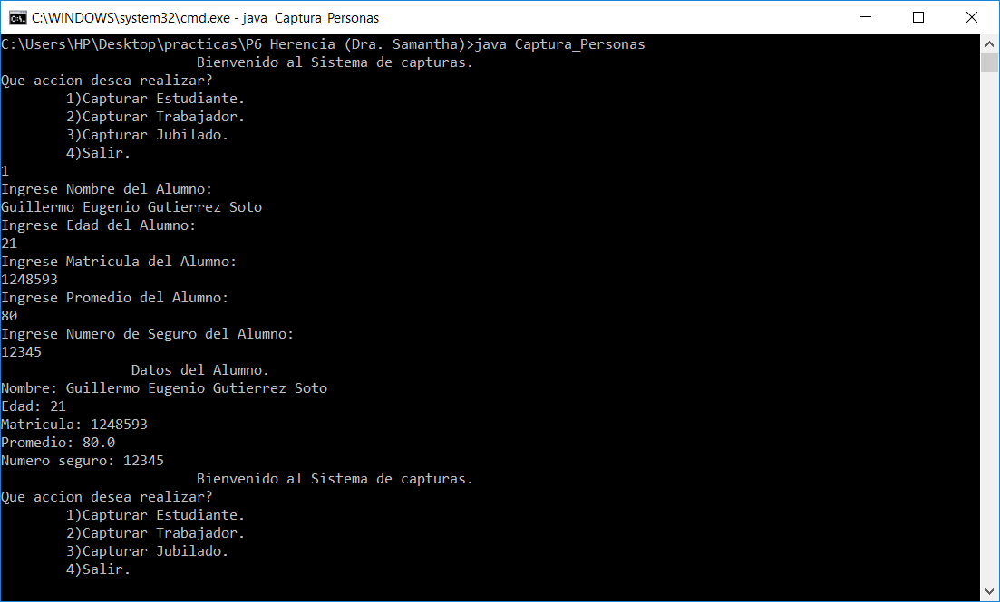 C:\WINDOWS\system32\cmd.exe - java  Captura_Personas
C:\Users\HP\Desktop\practicas\P6 Herencia (Dra. Samantha)>java Captura_Personas
Bienvenido al Sistema de capturas.
Que accion desea realizar?
1)Capturar Estudiante.
2)Capturar Trabajador.
3)Capturar Jubilado.
4)Salir.
1
Ingrese Nombre del Alumno:
Guillermo Eugenio Gutierrez Soto
Ingrese Edad del Alumno:
21
Ingrese Matricula del Alumno:
1248593
Ingrese Promedio del Alumno:
80
Ingrese Numero de Seguro del Alumno:
12345
Datos del Alumno.
Nombre: Guillermo Eugenio Gutierrez Soto
Edad: 21
Matricula: 1248593
Promedio: 80.0
Numero seguro: 12345
Bienvenido al Sistema de capturas.
Que accion desea realizar?
1)Capturar Estudiante.
2)Capturar Trabajador.
3)Capturar Jubilado.
4)Salir.